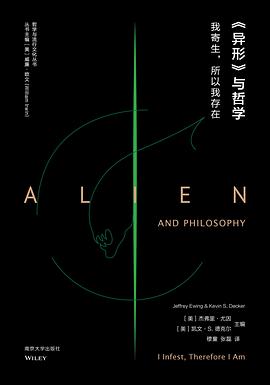 《异形》与哲学
我寄生，所以我存在
哲学与流行文化丛书
丛书主编 [美] 威廉·欧文 (William Irwin)
ALIEN
AND PHILOSOPHY
Jeffrey Ewing & Kevin S. Decker
[美] 杰弗里·尤因
[美] 凯文·S. 德克尔
主编
穆童 张磊 译
南京大学出版社
WILEY
I Infest, Therefore I Am